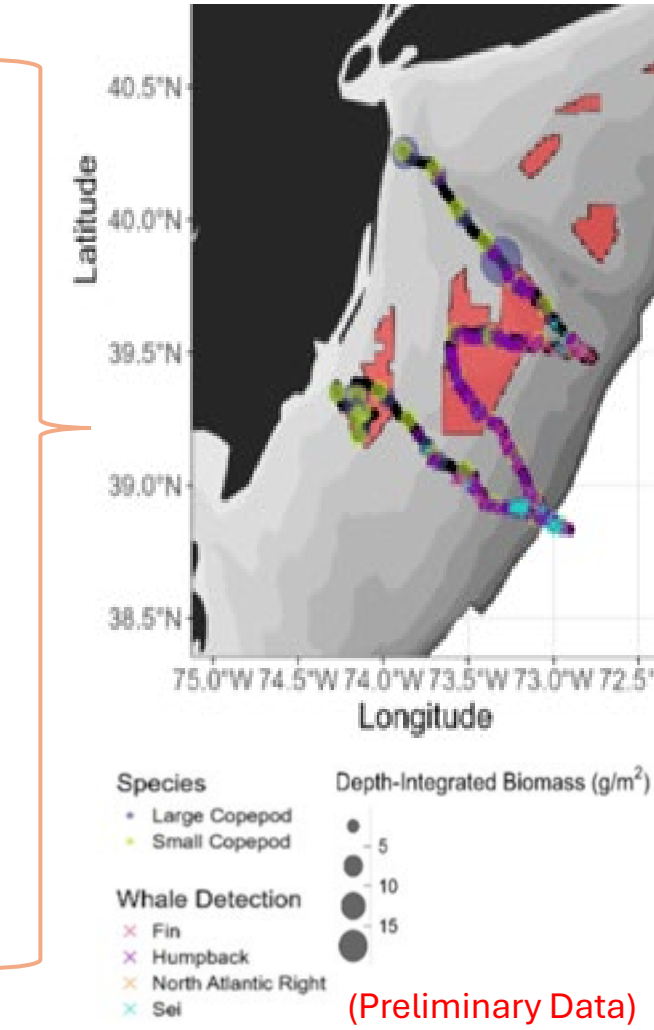 40.5°N
40.0°N
39.5°N
39.0°N
38.5°N
Latitude
75.0°W 74.5°W 74.0°W 73.5°W 73.0°W 72.5°
Longitude
Species
Large Copepod
Small Copepod
Depth-Integrated Biomass (g/m²)
5
10
15
Whale Detection
Fin
Humpback
North Atlantic Right
Sei
(Preliminary Data)